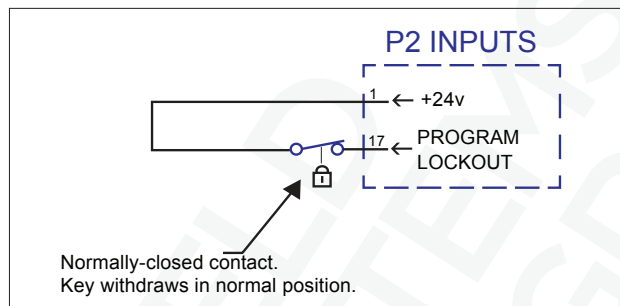 P2 INPUTS
1
+24v
17
PROGRAM
LOCKOUT
Normally-closed contact.
Key withdraws in normal position.